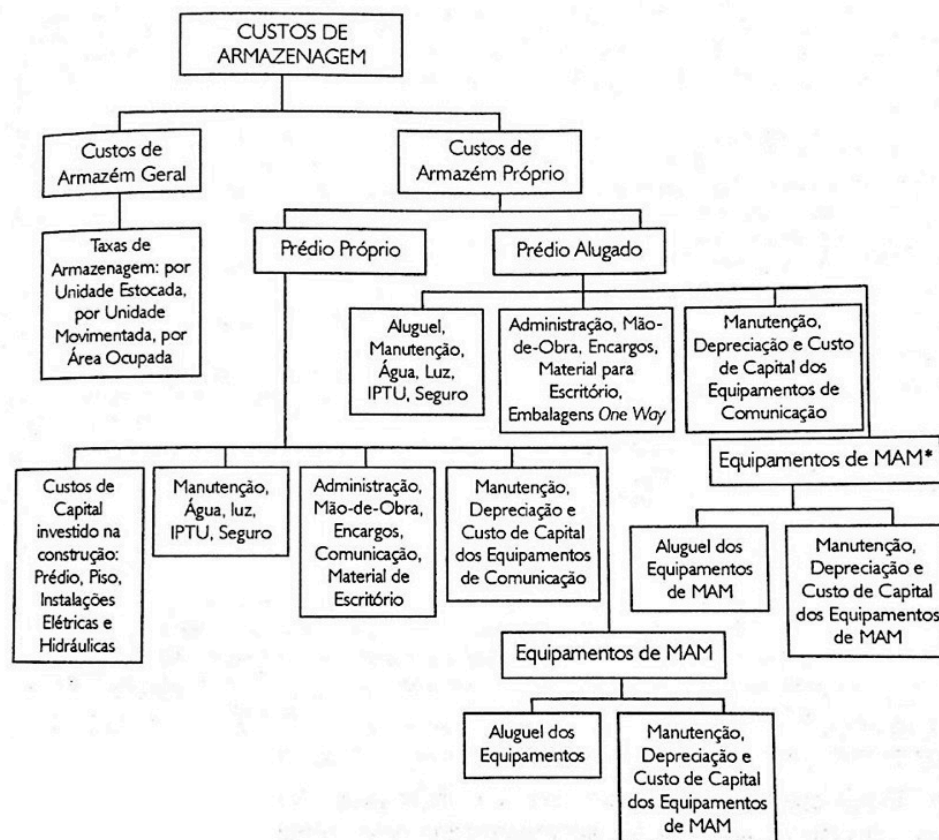 CUSTOS DE
ARMAZENAGEM
Custos de
Armazém Geral
Custos de
Armazém Próprio
Taxas de
Armazenagem: por
Unidade Estocada,
por Unidade
Movimentada, por
Área Ocupada
Prédio Próprio
Prédio Alugado
Aluguel,
Manutenção,
Água, Luz,
IPTU, Seguro
Administração, Mão-
de-Obra, Encargos,
Material para
Escritório,
Embalagens One Way
Manutenção,
Depreciação e Custo
de Capital dos
Equipamentos de
Comunicação
Equipamentos de MAM*
Aluguel dos
Equipamentos
de MAM
Manutenção,
Depreciação e
Custo de Capital
dos Equipamentos
de MAM
Custos de
Capital
investido na
construção:
Prédio, Piso,
Instalações
Elétricas e
Hidráulicas
Manutenção,
Água, luz,
IPTU, Seguro
Administração,
Mão-de-Obra,
Encargos,
Comunicação,
Material de
Escritório
Manutenção,
Depreciação e
Custo de Capital
dos Equipamentos
de Comunicação
Equipamentos de MAM
Aluguel dos
Equipamentos
Manutenção,
Depreciação e
Custo de Capital
dos Equipamentos
de MAM